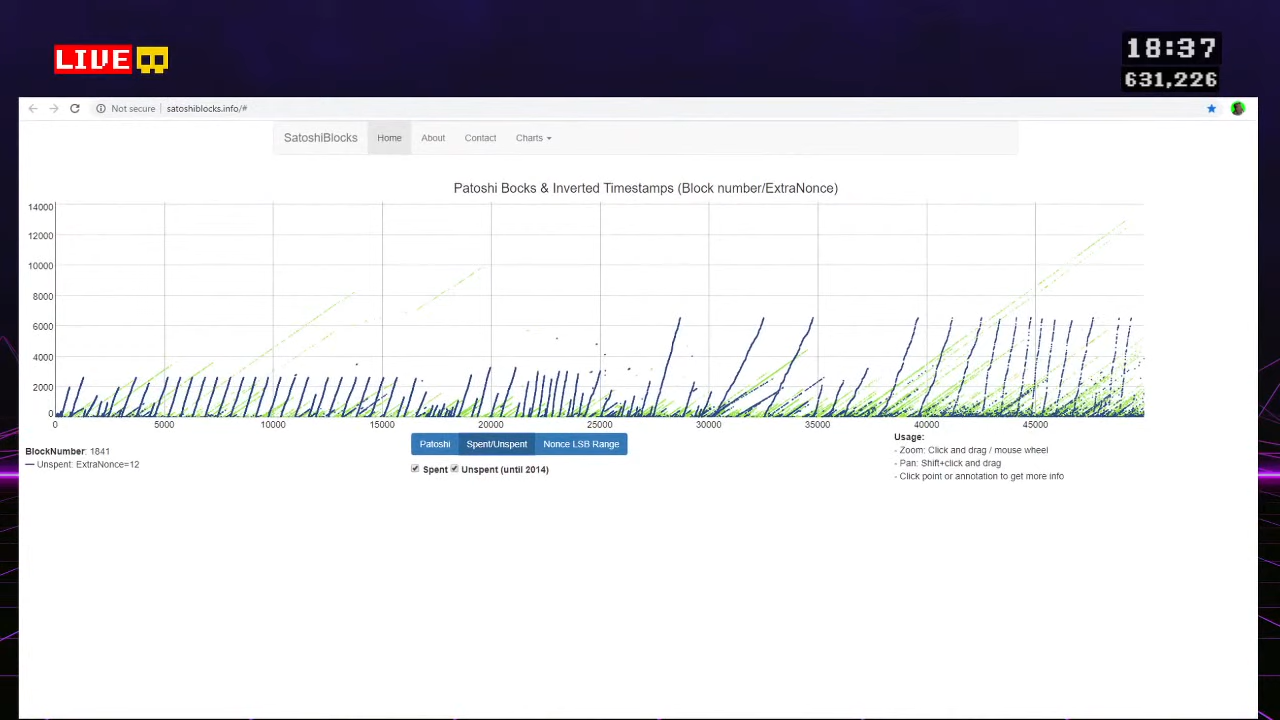 LIVE
18:37
631,226
Not secure | satoshiblocks.info/#
SatoshiBlocks Home About Contact Charts
Patoshi Bocks & Inverted Timestamps (Block number/ExtraNonce)
14000
12000
10000
8000
6000
4000
2000
0
0 5000 10000 15000 20000 25000 30000 35000 40000 45000
BlockNumber: 1841
Unspent: ExtraNonce=12
Patoshi Spent/Unspent Nonce LSB Range
Spent Unspent (until 2014)
Usage:
- Zoom: Click and drag / mouse wheel
- Pan: Shift+click and drag
- Click point or annotation to get more info